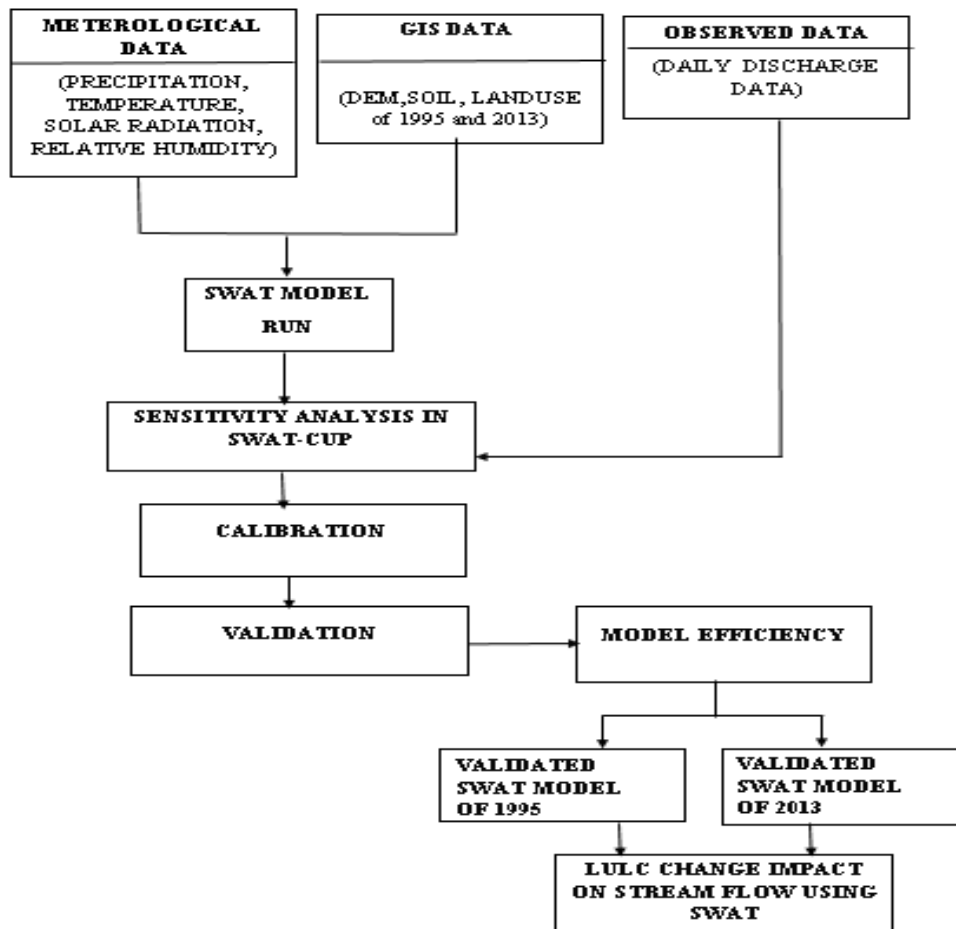 METEROLOGICAL
DATA
(PRECIPITATION,
TEMPERATURE,
SOLAR RADIATION,
RELATIVE HUMIDITY)
GIS DATA
(DEM,SOIL, LANDUSE
of 1995 and 2013)
OBSERVED DATA
(DAILY DISCHARGE
DATA)
SWAT MODEL
RUN
SENSITIVITY ANALYSIS IN
SWAT-CUP
CALIBRATION
VALIDATION
MODEL EFFICIENCY
VALIDATED
SWAT MODEL
OF 1995
VALIDATED
SWAT MODEL
OF 2013
LULC CHANGE IMPACT
ON STREAM FLOW USING
SWAT